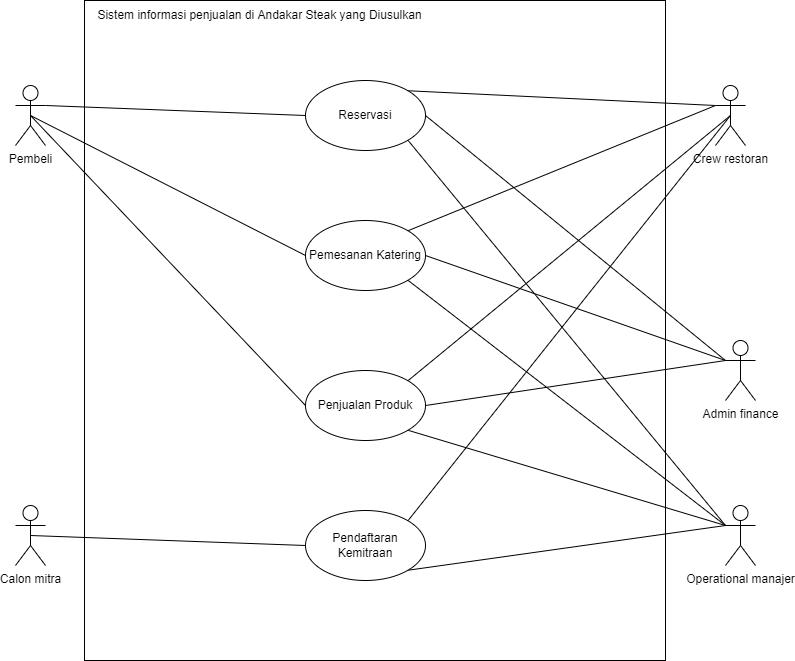 Sistem informasi penjualan di Andakar Steak yang Diusulkan
Reservasi
Pembeli
Crew restoran
Pemesanan Katering
Penjualan Produk
Admin finance
Pendaftaran
Kemitraan
Calon mitra
Operational manajer